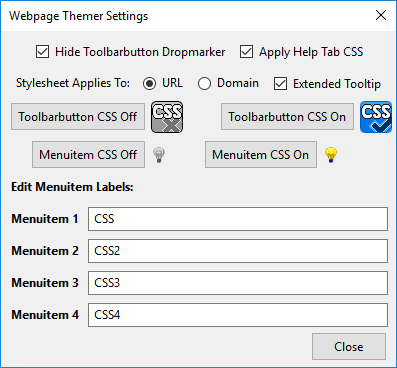 Webpage Themer Settings
Hide Toolbarbutton Dropmarker Apply Help Tab CSS
Stylesheet Applies To: URL Domain Extended Tooltip
Toolbarbutton CSS Off CSS Toolbarbutton CSS On CSS
Menuitem CSS Off Menuitem CSS On
Edit Menuitem Labels:
Menuitem 1 CSS
Menuitem 2 CSS2
Menuitem 3 CSS3
Menuitem 4 CSS4
Close